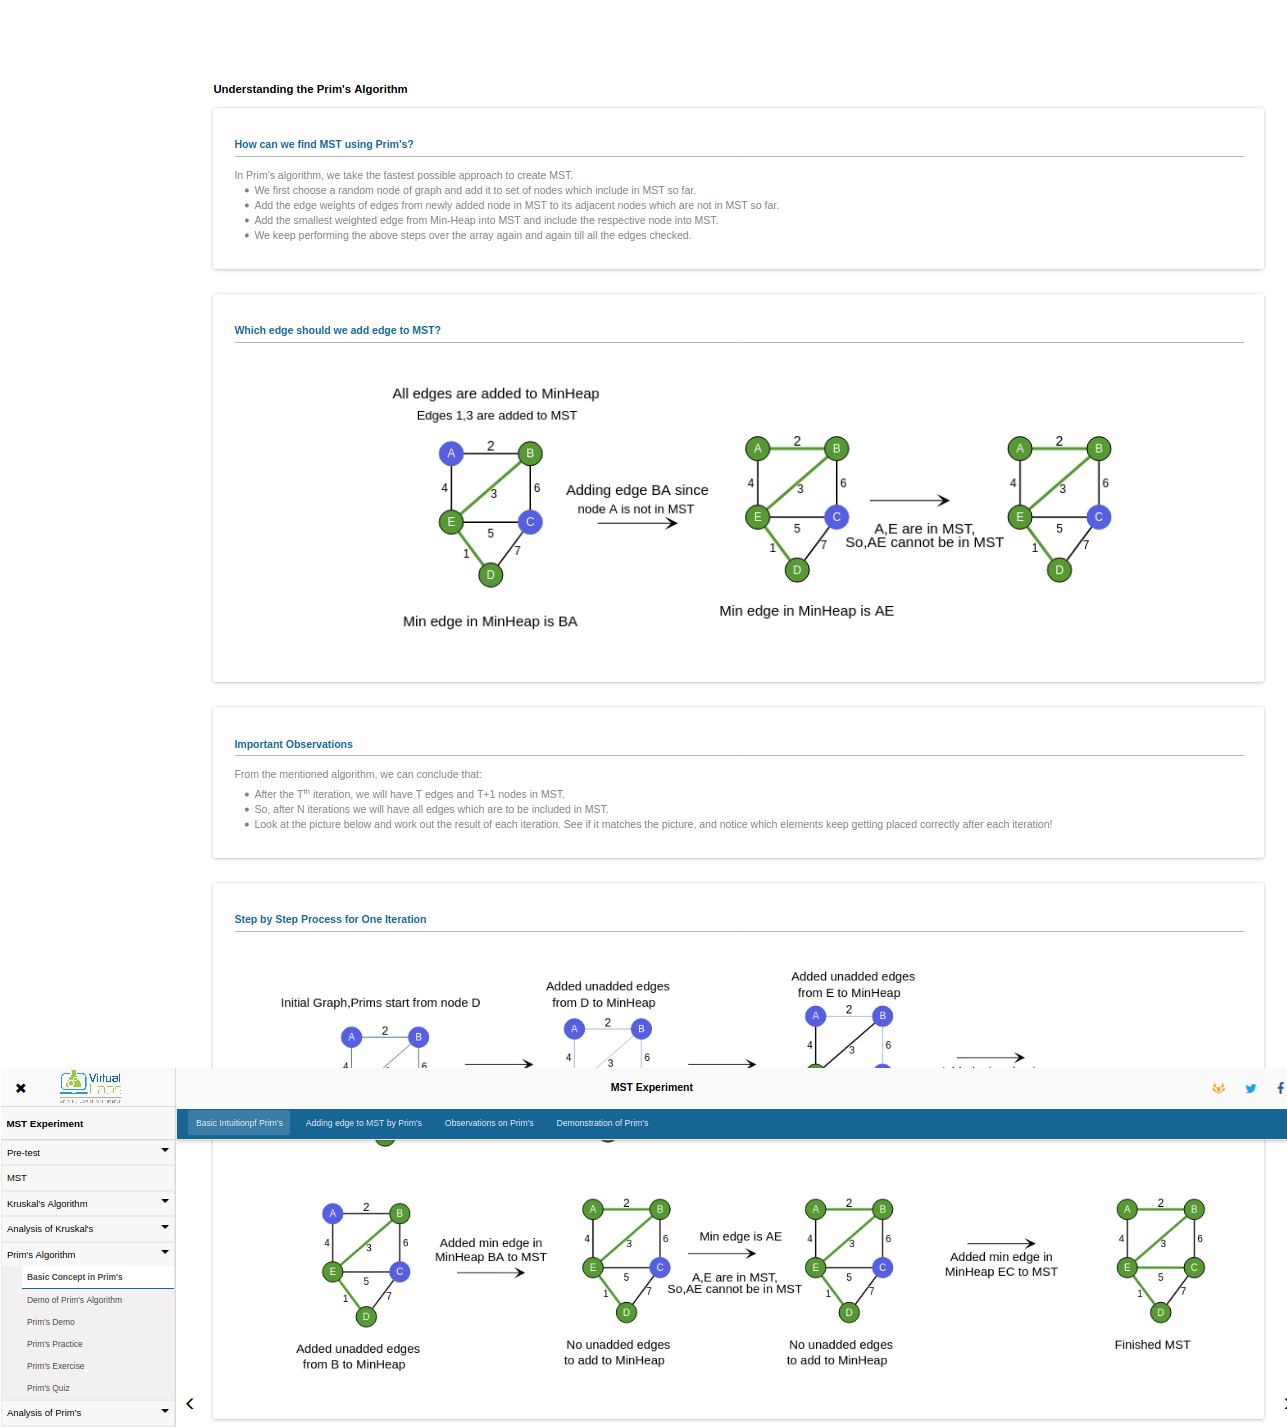 Understanding the Prim's Algorithm
How can we find MST using Prim's?
In Prim's algorithm, we take the fastest possible approach to create MST.
We first choose a random node of graph and add it to set of nodes which include in MST so far.
Add the edge weights of edges from newly added node in MST to its adjacent nodes which are not in MST so far.
Add the smallest weighted edge from Min-Heap into MST and include the respective node into MST.
We keep performing the above steps over the array again and again till all the edges checked.
Which edge should we add edge to MST?
All edges are added to MinHeap
Edges 1,3 are added to MST
A 2 B
4 3 6
E 5 C
1 7
D
Min edge in MinHeap is BA
Adding edge BA since
node A is not in MST
A 2 B
4 3 6
E 5 C
1 7
D
Min edge in MinHeap is AE
A,E are in MST,
So,AE cannot be in MST
A 2 B
4 3 6
E 5 C
1 7
D
Important Observations
From the mentioned algorithm, we can conclude that:
After the Tth iteration, we will have T edges and T+1 nodes in MST.
So, after N iterations we will have all edges which are to be included in MST.
Look at the picture below and work out the result of each iteration. See if it matches the picture, and notice which elements keep getting placed correctly after each iteration!
Step by Step Process for One Iteration
Initial Graph,Prims start from node D
A 2 B
4 6
Added unadded edges
from D to MinHeap
A 2 B
4 3 6
Added unadded edges
from E to MinHeap
A 2 B
4 3 6
Virtual
MST Experiment
MST Experiment
Basic Intuitionpf Prim's
Adding edge to MST by Prim's
Observations on Prim's
Demonstration of Prim's
Pre-test
MST
Kruskal's Algorithm
Analysis of Kruskal's
Prim's Algorithm
Basic Concept in Prim's
Demo of Prim's Algorithm
Prim's Demo
Prim's Practice
Prim's Exercise
Prim's Quiz
Analysis of Prim's
A 2 B
4 3 6
E 5 C
1 7
D
Added unadded edges
from B to MinHeap
Added min edge in
MinHeap BA to MST
A 2 B
4 3 6
E 5 C
1 7
D
No unadded edges
to add to MinHeap
Min edge is AE
A,E are in MST,
So,AE cannot be in MST
A 2 B
4 3 6
E 5 C
1 7
D
No unadded edges
to add to MinHeap
Added min edge in
MinHeap EC to MST
A 2 B
4 3 6
E 5 C
1 7
D
Finished MST